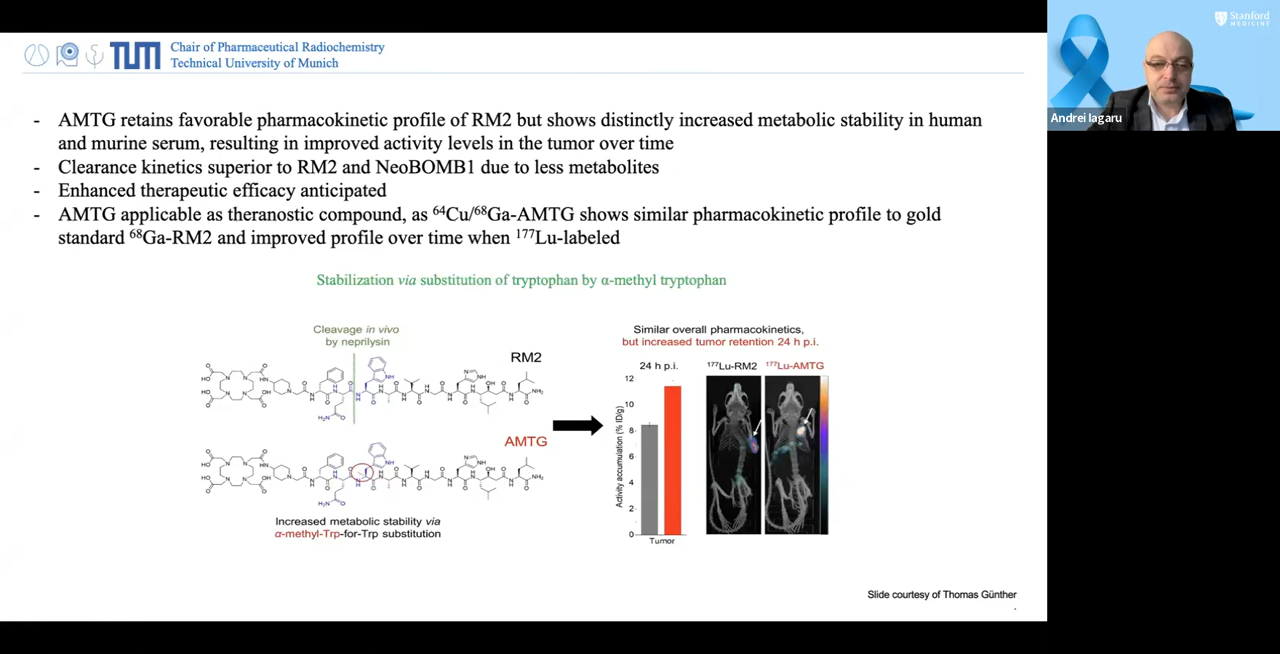 Stanford
MEDICINE
TUM
Chair of Pharmaceutical Radiochemistry
Technical University of Munich
Andrei Iagaru
- AMTG retains favorable pharmacokinetic profile of RM2 but shows distinctly increased metabolic stability in human
and murine serum, resulting in improved activity levels in the tumor over time
- Clearance kinetics superior to RM2 and NeoBOMB1 due to less metabolites
- Enhanced therapeutic efficacy anticipated
- AMTG applicable as theranostic compound, as ⁶⁴Cu/⁶⁸Ga-AMTG shows similar pharmacokinetic profile to gold
standard ⁶⁸Ga-RM2 and improved profile over time when ¹⁷⁷Lu-labeled
Stabilization via substitution of tryptophan by α-methyl tryptophan
Cleavage in vivo
by neprilysin
RM2
AMTG
Increased metabolic stability via
α-methyl-Trp-for-Trp substitution
Similar overall pharmacokinetics,
but increased tumor retention 24 h p.i.
24 h p.i.
¹⁷⁷Lu-RM2
¹⁷⁷Lu-AMTG
Activity accumulation (% ID/g)
12
8
6
4
2
0
Tumor
Slide courtesy of Thomas Günther